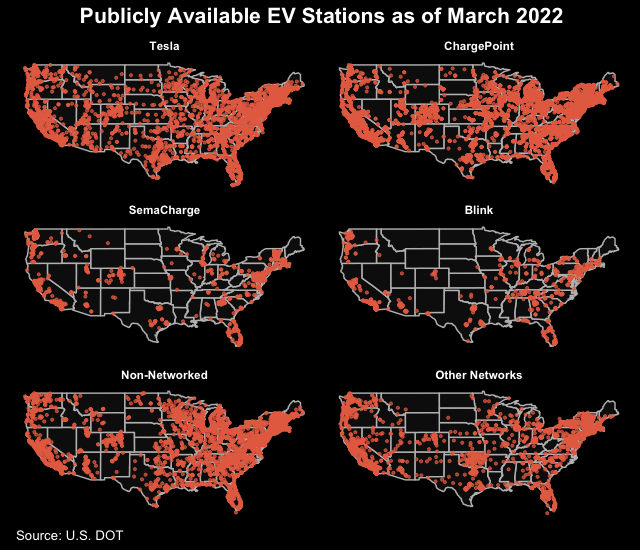 Publicly Available EV Stations as of March 2022
Tesla
ChargePoint
SemaCharge
Blink
Non-Networked
Other Networks
Source: U.S. DOT